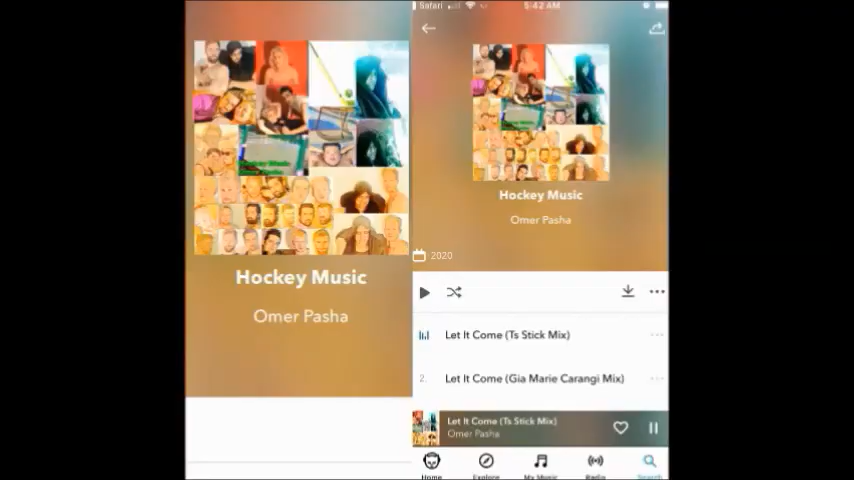 Hockey Music
Omer Pasha
Safari
5:42 AM
Hockey Music
Omer Pasha
2020
Let It Come (Ts Stick Mix)
2. Let It Come (Gia Marie Carangi Mix)
Let It Come (Ts Stick Mix)
Omer Pasha
Home Explore My Music Radio Search